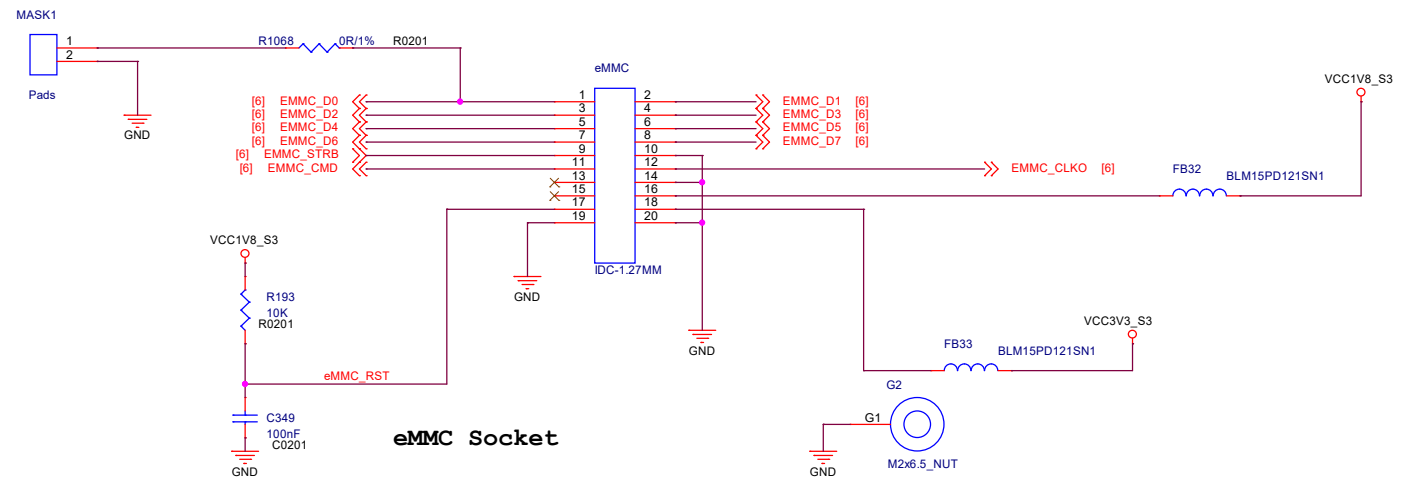 MASK1
1
2
Pads
GND
R1068 0R/1% R0201
eMMC
[6] EMMC_D0 1 2 EMMC_D1 [6]
[6] EMMC_D2 3 4 EMMC_D3 [6]
[6] EMMC_D4 5 6 EMMC_D5 [6]
[6] EMMC_D6 7 8 EMMC_D7 [6]
[6] EMMC_STRB 9 10
[6] EMMC_CMD 11 12 EMMC_CLKO [6]
13 14
15 16
17 18
19 20
IDC-1.27MM
GND
GND
FB32 BLM15PD121SN1
VCC1V8_S3
VCC1V8_S3
R193
10K
R0201
eMMC_RST
C349
100nF
C0201
GND
eMMC Socket
VCC3V3_S3
FB33 BLM15PD121SN1
G2
G1
M2x6.5_NUT
GND